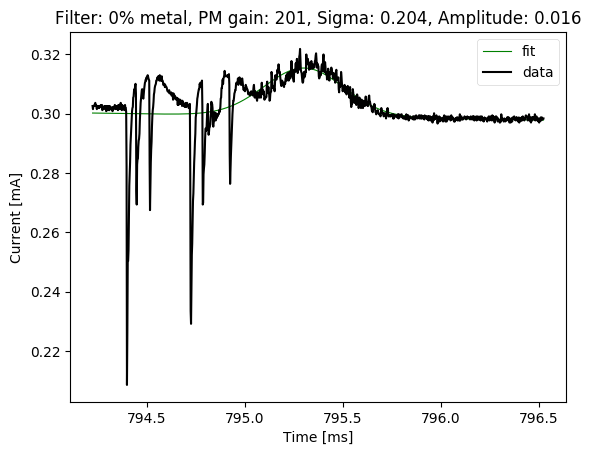 Filter: 0% metal, PM gain: 201, Sigma: 0.204, Amplitude: 0.016
fit
data
0.32
0.30
0.28
0.26
0.24
0.22
Current [mA]
794.5 795.0 795.5 796.0 796.5
Time [ms]